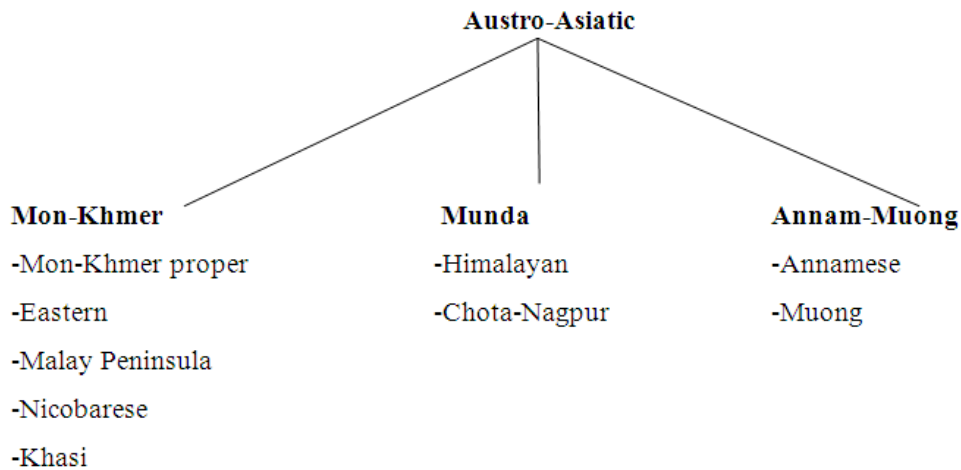 Austro-Asiatic
Mon-Khmer
-Mon-Khmer proper
-Eastern
-Malay Peninsula
-Nicobarese
-Khasi
Munda
-Himalayan
-Chota-Nagpur
Annam-Muong
-Annamese
-Muong